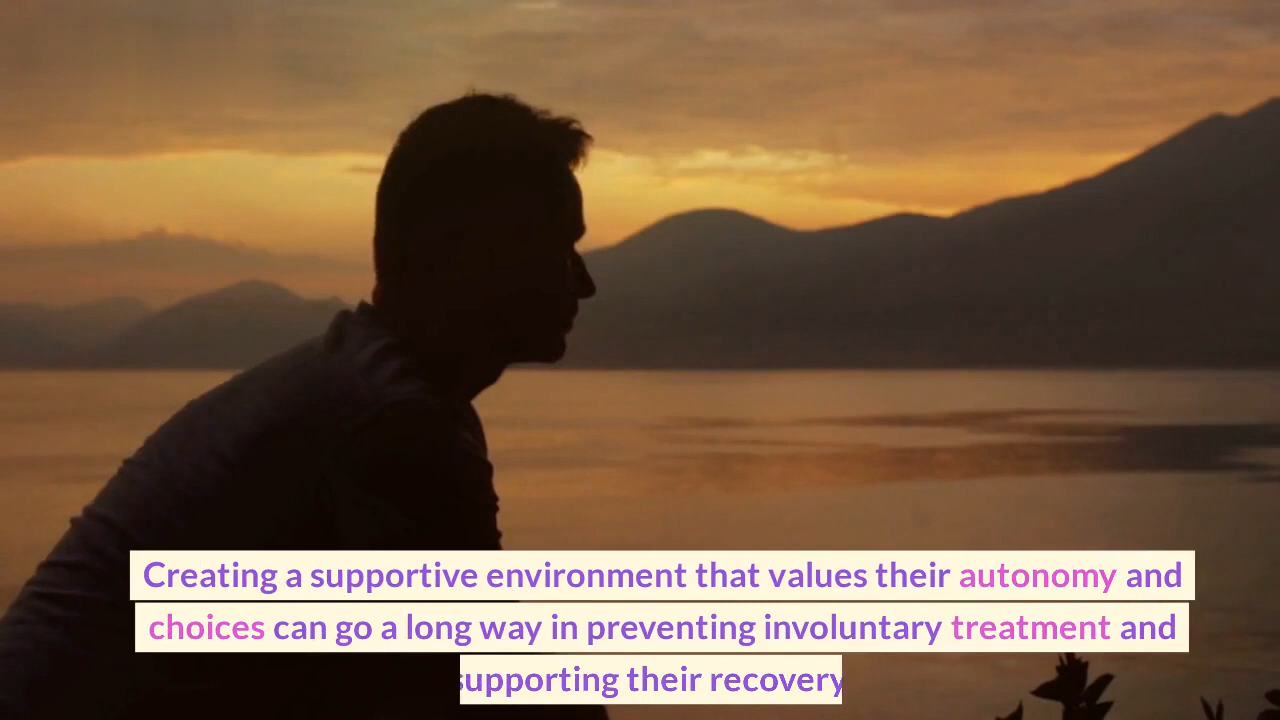 Creating a supportive environment that values their autonomy and
choices can go a long way in preventing involuntary treatment and
supporting their recovery